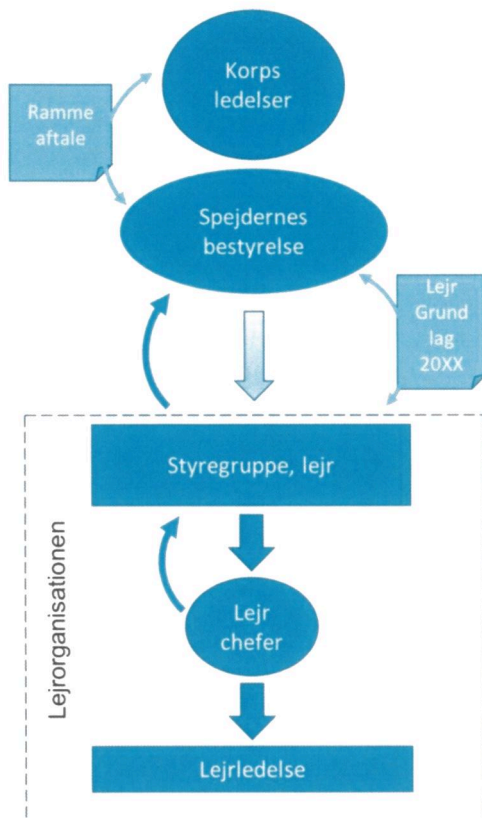 Korps
ledelser
Ramme
aftale
Spejdernes
bestyrelse
Lejr
Grund
lag
20XX
Styregruppe, lejr
Lejrorganisationen
Lejr
chefer
Lejrledelse